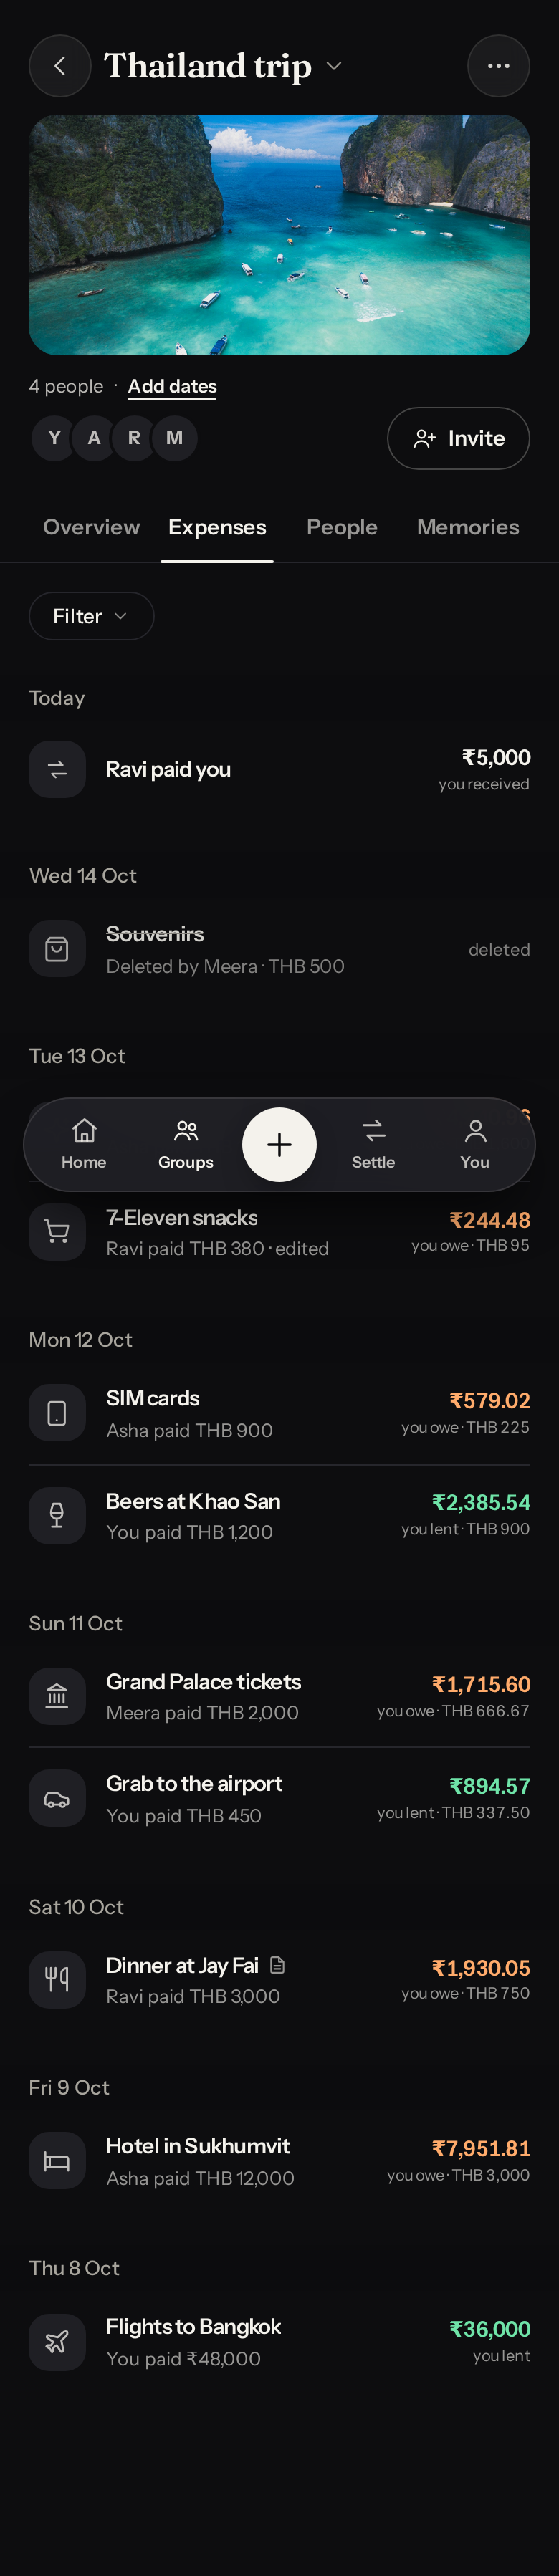 Thailand trip
4 people · Add dates
Y A R M
Invite
Overview Expenses People Memories
Filter
Today
Ravi paid you
₹5,000
you received
Wed 14 Oct
Souvenirs
Deleted by Meera · THB 500
deleted
Tue 13 Oct
Home Groups Settle You
7-Eleven snacks
₹244.48
Ravi paid THB 380 · edited
you owe · THB 95
Mon 12 Oct
SIM cards
₹579.02
Asha paid THB 900
you owe · THB 225
Beers at Khao San
₹2,385.54
You paid THB 1,200
you lent · THB 900
Sun 11 Oct
Grand Palace tickets
₹1,715.60
Meera paid THB 2,000
you owe · THB 666.67
Grab to the airport
₹894.57
You paid THB 450
you lent · THB 337.50
Sat 10 Oct
Dinner at Jay Fai
₹1,930.05
Ravi paid THB 3,000
you owe · THB 750
Fri 9 Oct
Hotel in Sukhumvit
₹7,951.81
Asha paid THB 12,000
you owe · THB 3,000
Thu 8 Oct
Flights to Bangkok
₹36,000
You paid ₹48,000
you lent